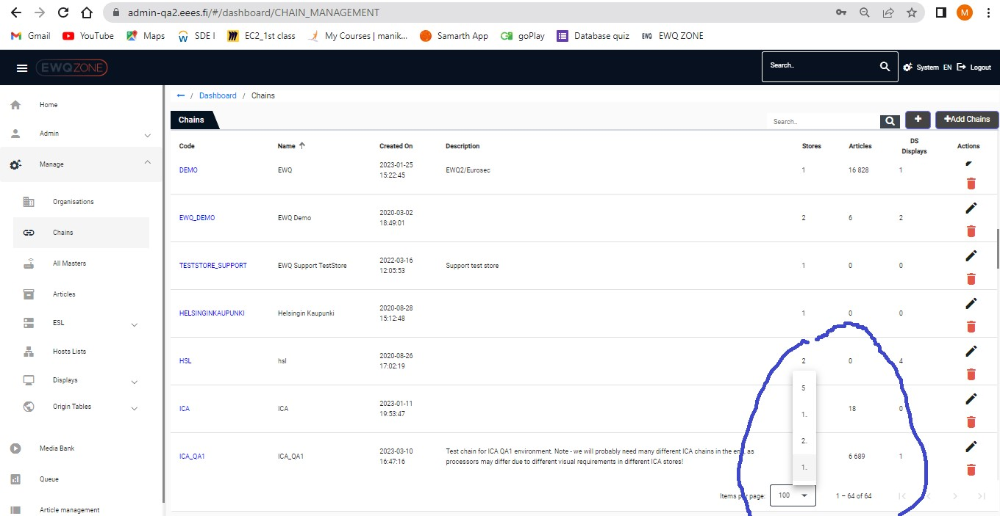 admin-qa2.eees.fi/#/dashboard/CHAIN_MANAGEMENT
M
Gmail YouTube Maps SDE I EC2_1st class My Courses | manik... Samarth App goPlay Database quiz EWQ EWQ ZONE
EWQZONE Search.. System EN Logout
Home
Admin
Manage
Organisations
Chains
All Masters
Articles
ESL
Hosts Lists
Displays
Origin Tables
Media Bank
Queue
Article management
/ Dashboard / Chains
Chains Search.. + +Add Chains
Code Name Created On Description Stores Articles DS Displays Actions
DEMO EWQ 2023-01-25 15:22:45 EWQ2/Eurosec 1 16 828 1
EWQ_DEMO EWQ Demo 2020-03-02 18:49:01 2 6 2
TESTSTORE_SUPPORT EWQ Support TestStore 2022-03-16 12:05:53 Support test store 1 0 0
HELSINGINKAUPUNKI Helsingin Kaupunki 2020-08-28 15:12:48 1 0 0
HSL hsl 2020-08-26 17:02:19 2 0 4
ICA ICA 2023-01-11 19:53:47 18 0
ICA_QA1 ICA_QA1 2023-03-10 16:47:16 Test chain for ICA QA1 environment. Note - we will probably need many different ICA chains in the end, as
processors may differ due to different visual requirements in different ICA stores! 6 689 1
5
1.
2.
1.
Items per page: 100 1 – 64 of 64